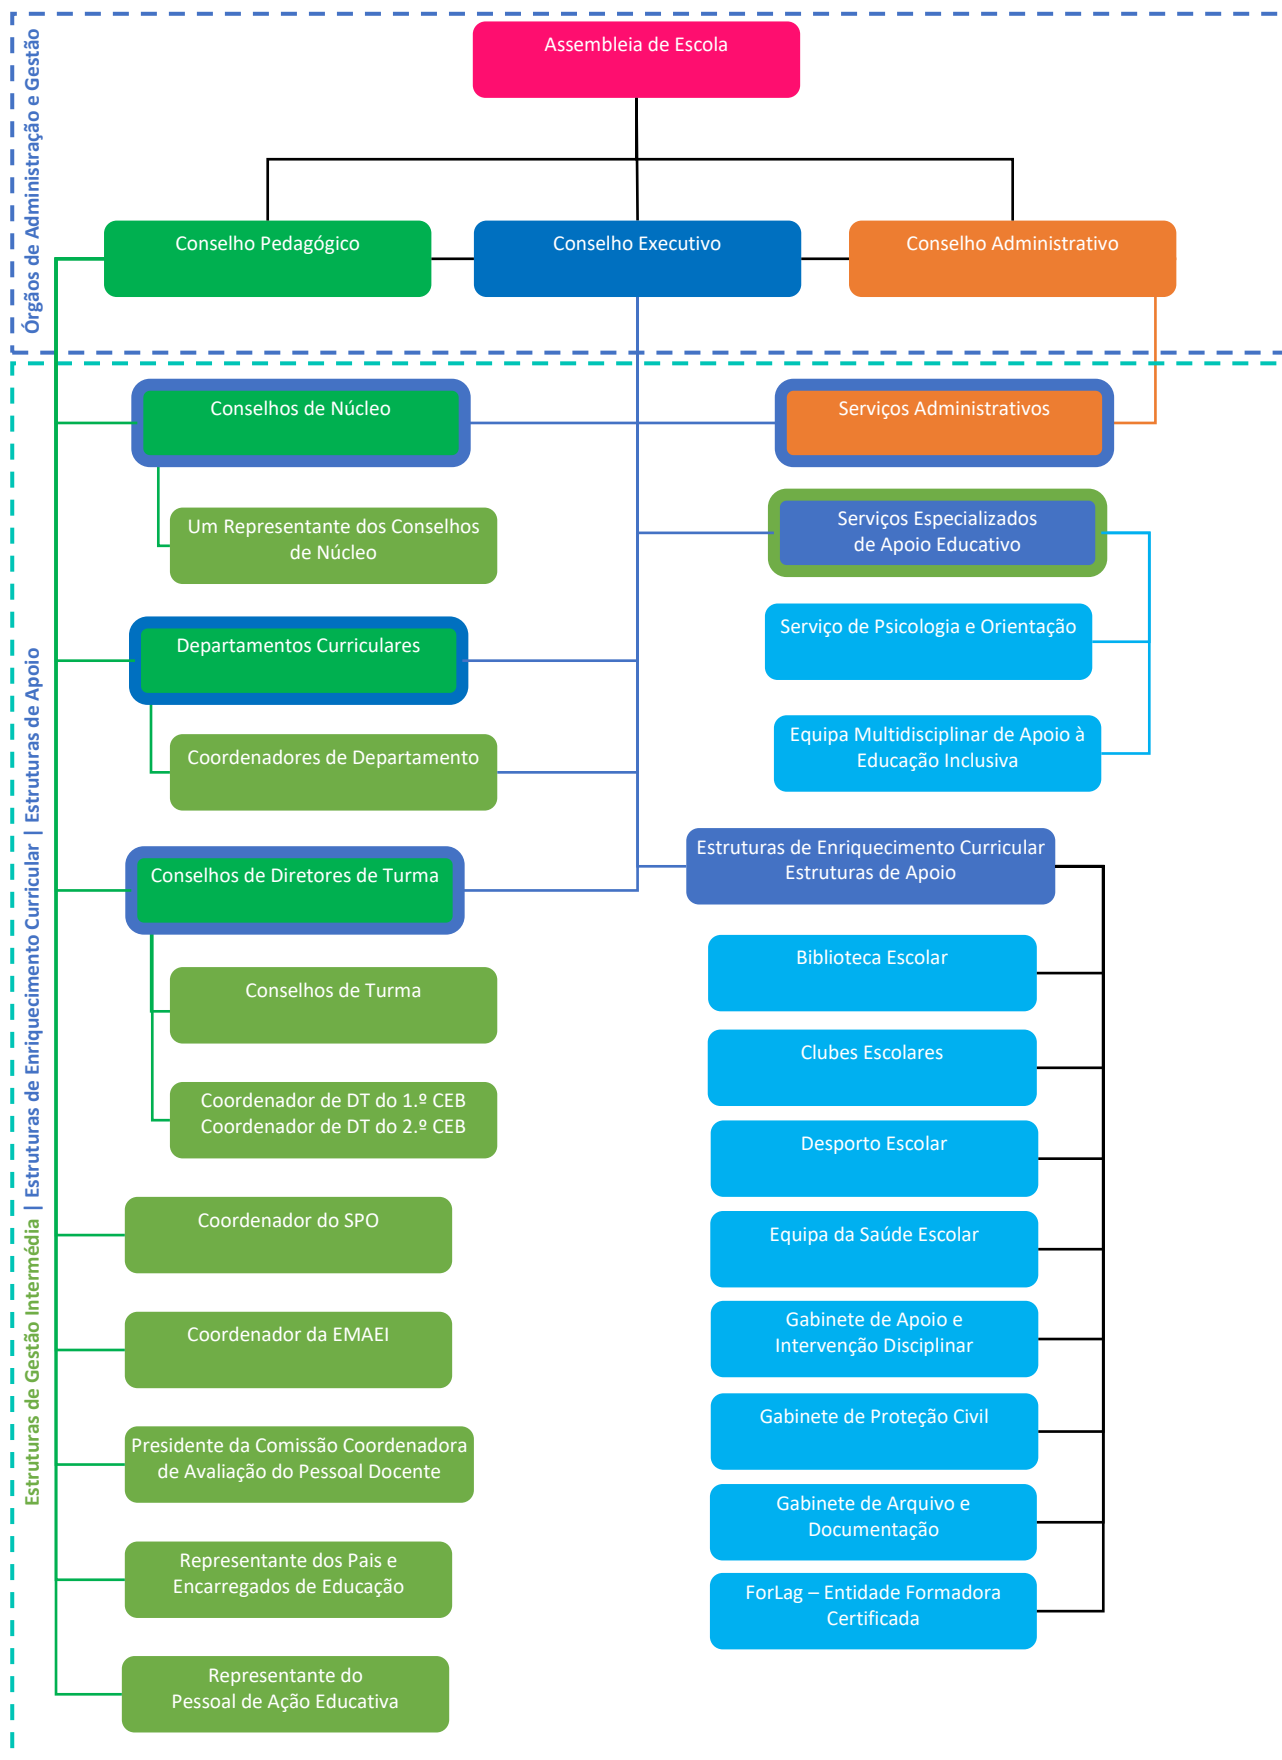 Órgãos de Administração e Gestão
Assembleia de Escola
Conselho Pedagógico
Conselho Executivo
Conselho Administrativo
Estruturas de Gestão Intermédia | Estruturas de Enriquecimento Curricular | Estruturas de Apoio
Conselhos de Núcleo
Um Representante dos Conselhos
de Núcleo
Departamentos Curriculares
Coordenadores de Departamento
Conselhos de Diretores de Turma
Conselhos de Turma
Coordenador de DT do 1.º CEB
Coordenador de DT do 2.º CEB
Coordenador do SPO
Coordenador da EMAEI
Presidente da Comissão Coordenadora
de Avaliação do Pessoal Docente
Representante dos Pais e
Encarregados de Educação
Representante do
Pessoal de Ação Educativa
Serviços Administrativos
Serviços Especializados
de Apoio Educativo
Serviço de Psicologia e Orientação
Equipa Multidisciplinar de Apoio à
Educação Inclusiva
Estruturas de Enriquecimento Curricular
Estruturas de Apoio
Biblioteca Escolar
Clubes Escolares
Desporto Escolar
Equipa da Saúde Escolar
Gabinete de Apoio e
Intervenção Disciplinar
Gabinete de Proteção Civil
Gabinete de Arquivo e
Documentação
ForLag – Entidade Formadora
Certificada